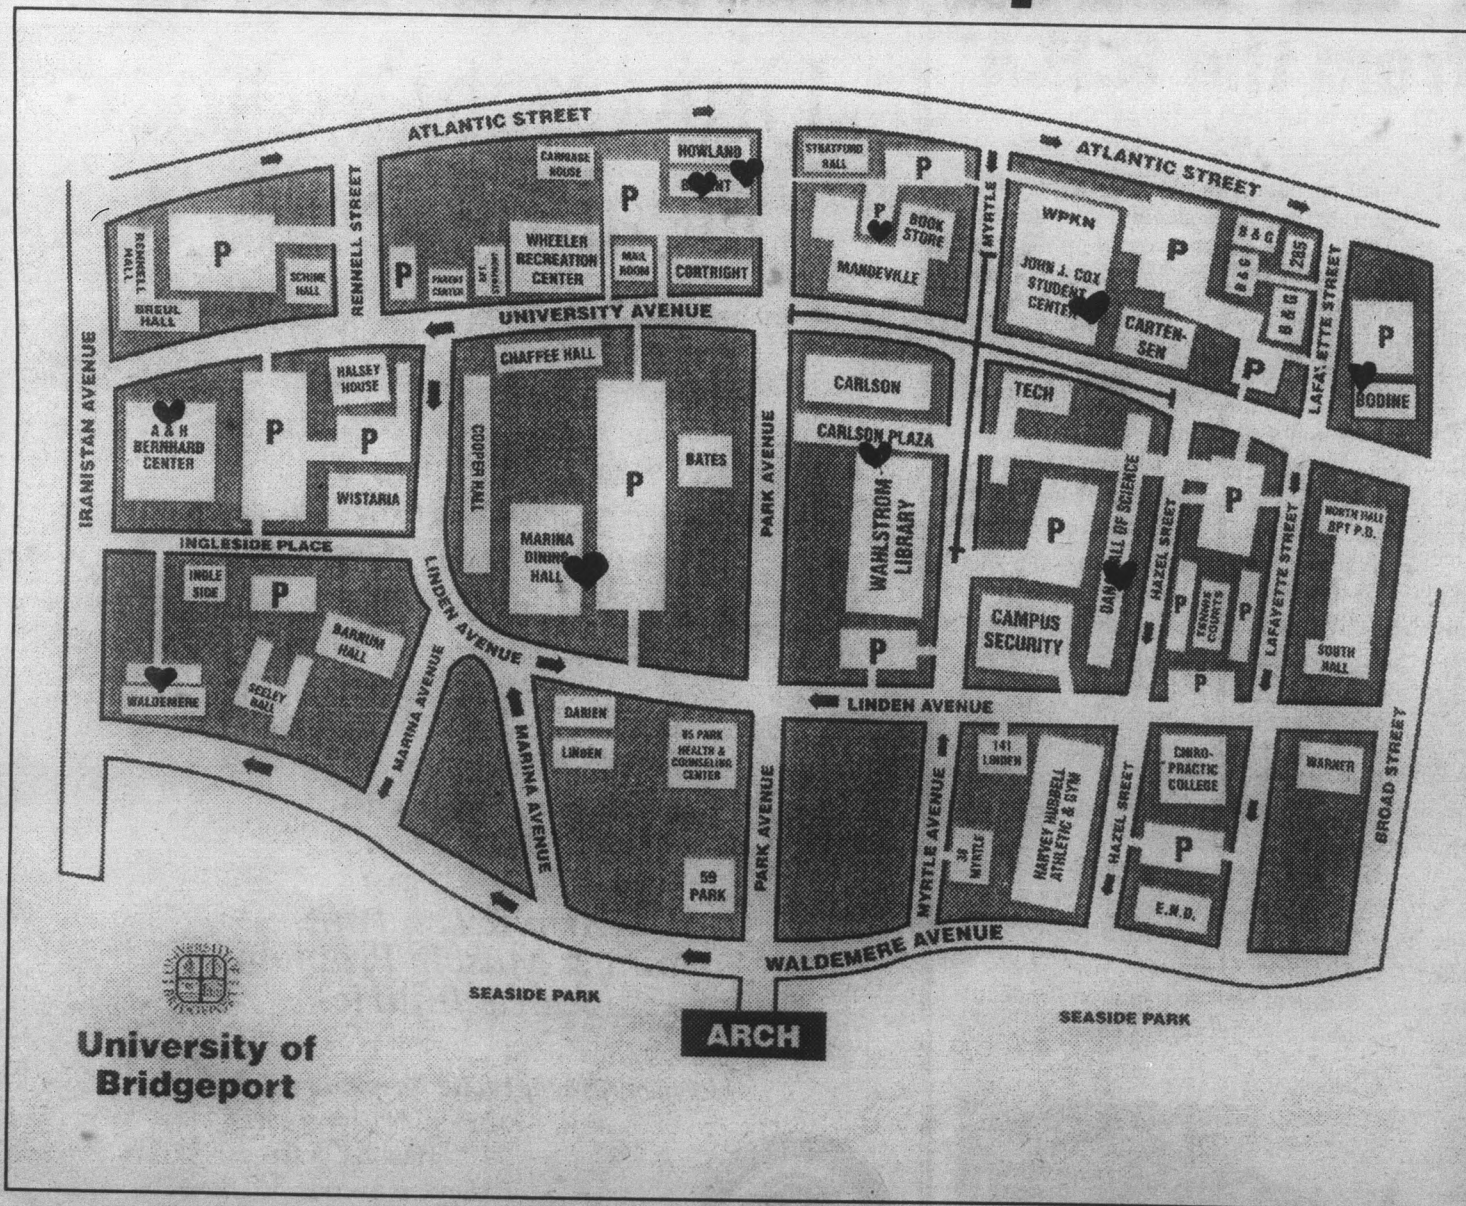 ATLANTIC STREET
ATLANTIC STREET
HOWLAND
CARRIAGE
HOUSE
P
STRATFORD
HALL
P
P
BOOK
STORE
MANDEVILLE
MYRTLE
WPKN
JOHN J. COX
STUDENT
CENTER
P
B & G
B & G
B & G
285
CARTEN-
SEN
P
LAFAYETTE STREET
P
BODINE
RENNELL
HALL
P
SCHINE
HALL
BREUL
HALL
RENNELL STREET
P
PARENT
CENTER
WHEELER
RECREATION
CENTER
MAIL
ROOM
CORTRIGHT
UNIVERSITY AVENUE
IRANISTAN AVENUE
A & H
BERNHARD
CENTER
P
HALSEY
HOUSE
P
WISTARIA
CHAFFEE HALL
COOPER HALL
MARINA
DINING
HALL
P
BATES
PARK AVENUE
CARLSON
CARLSON PLAZA
WAHLSTROM
LIBRARY
P
TECH
P
HALL OF SCIENCE
CAMPUS
SECURITY
HAZEL SREET
P
P
TENNIS
COURTS
P
P
LAFAYETTE STREET
NORTH HALL
BPT P.D.
SOUTH
HALL
INGLESIDE PLACE
INGLE
SIDE
P
BARNUM
HALL
SEELEY
HALL
WALDEMERE
LINDEN AVENUE
MARINA AVENUE
MARINA AVENUE
DARIEN
LINDEN
85 PARK
HEALTH &
COUNSELING
CENTER
59
PARK
PARK AVENUE
LINDEN AVENUE
MYRTLE AVENUE
141
LINDEN
38
MYRTLE
HARVEY HUBBELL
ATHLETIC & GYM
HAZEL SREET
CHIRO-
PRACTIC
COLLEGE
P
E.N.D.
WARNER
BROAD STREET
WALDEMERE AVENUE
SEASIDE PARK
SEASIDE PARK
ARCH
University of
Bridgeport